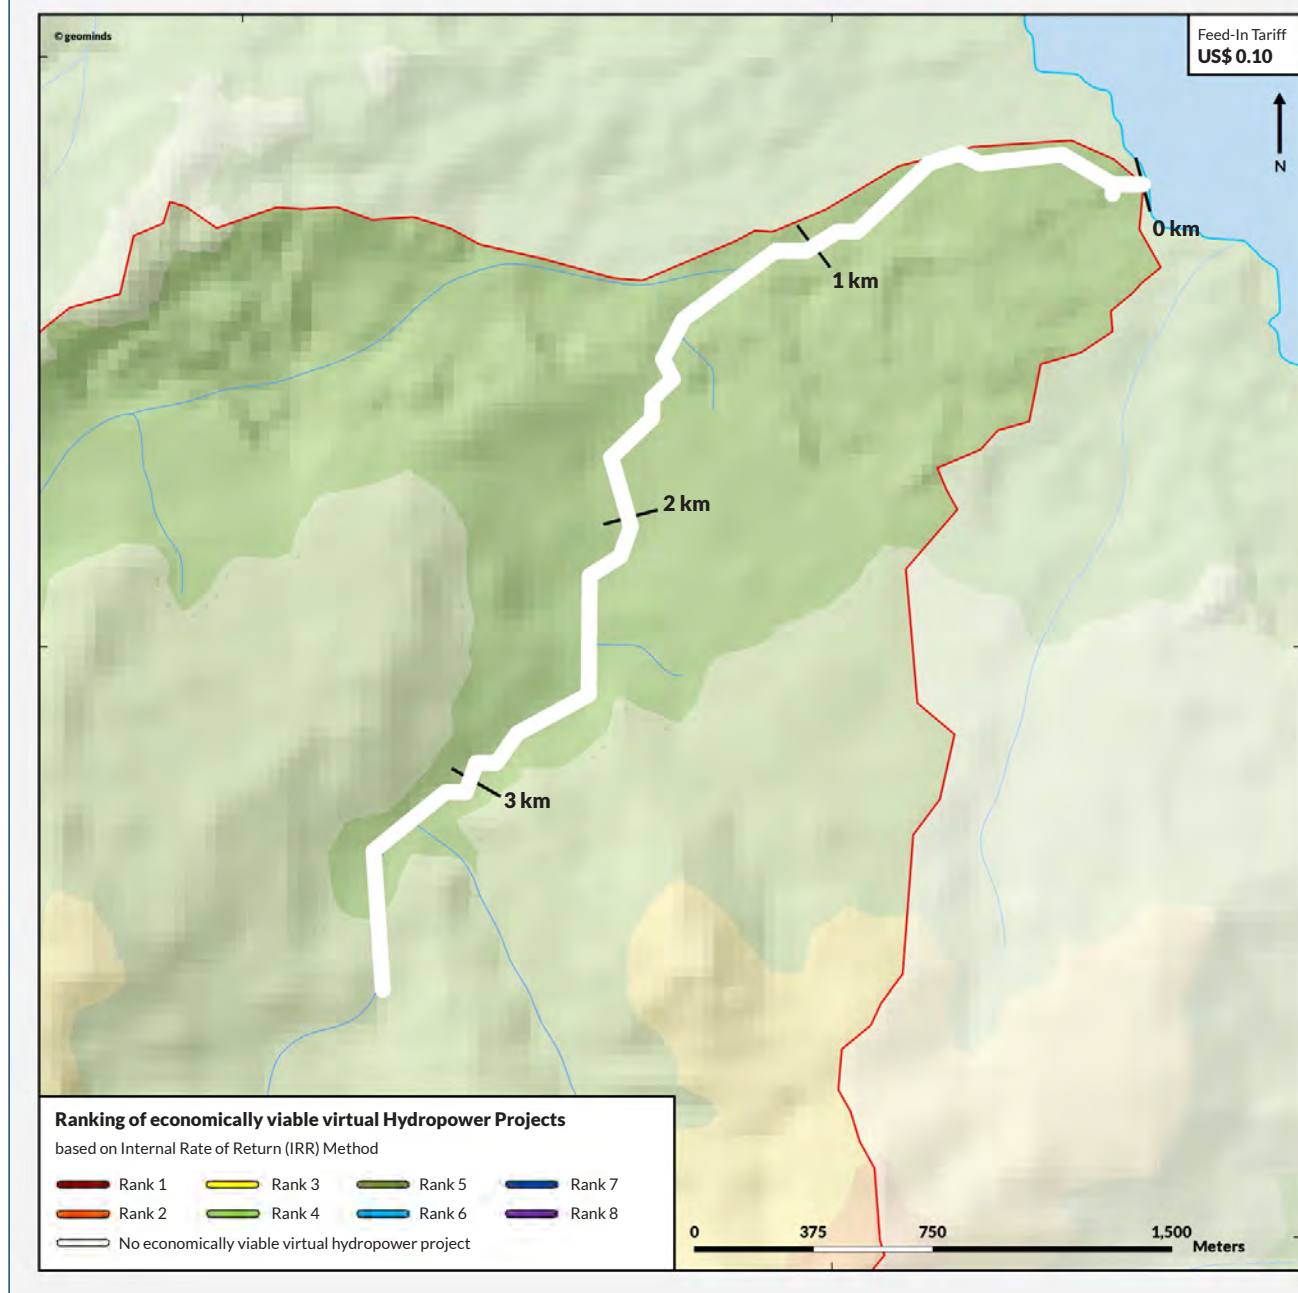 © geominds
Feed-In Tariff
US$ 0.10
N
0 km
1 km
2 km
3 km
Ranking of economically viable virtual Hydropower Projects
based on Internal Rate of Return (IRR) Method
Rank 1 Rank 3 Rank 5 Rank 7
Rank 2 Rank 4 Rank 6 Rank 8
No economically viable virtual hydropower project
0 375 750 1,500
Meters